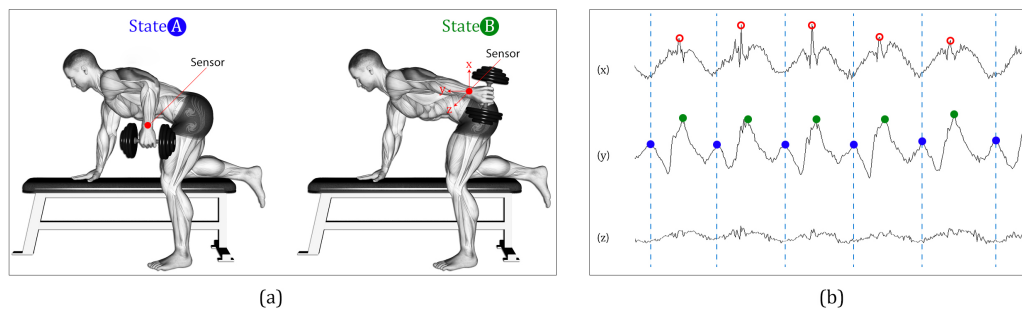 State A
State B
Sensor
Sensor
x
y
z
(x)
(y)
(z)
(a)
(b)